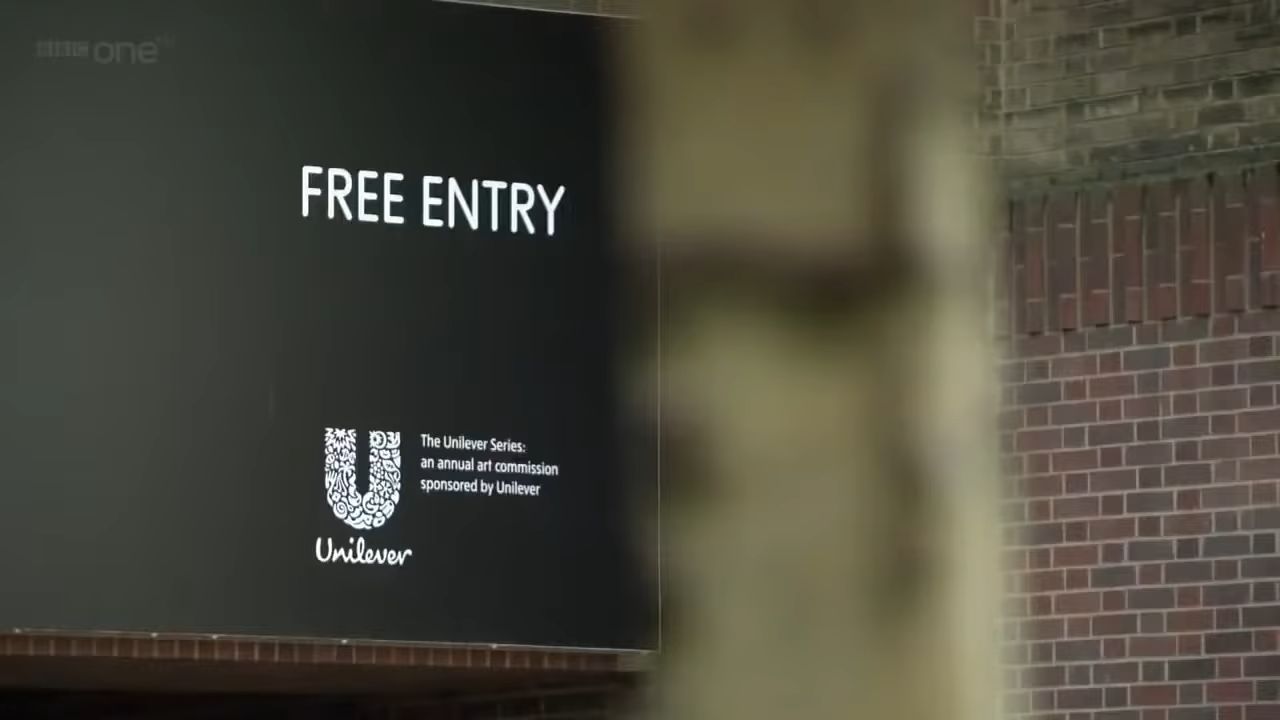 BBC one
FREE ENTRY
The Unilever Series:
an annual art commission
sponsored by Unilever
Unilever